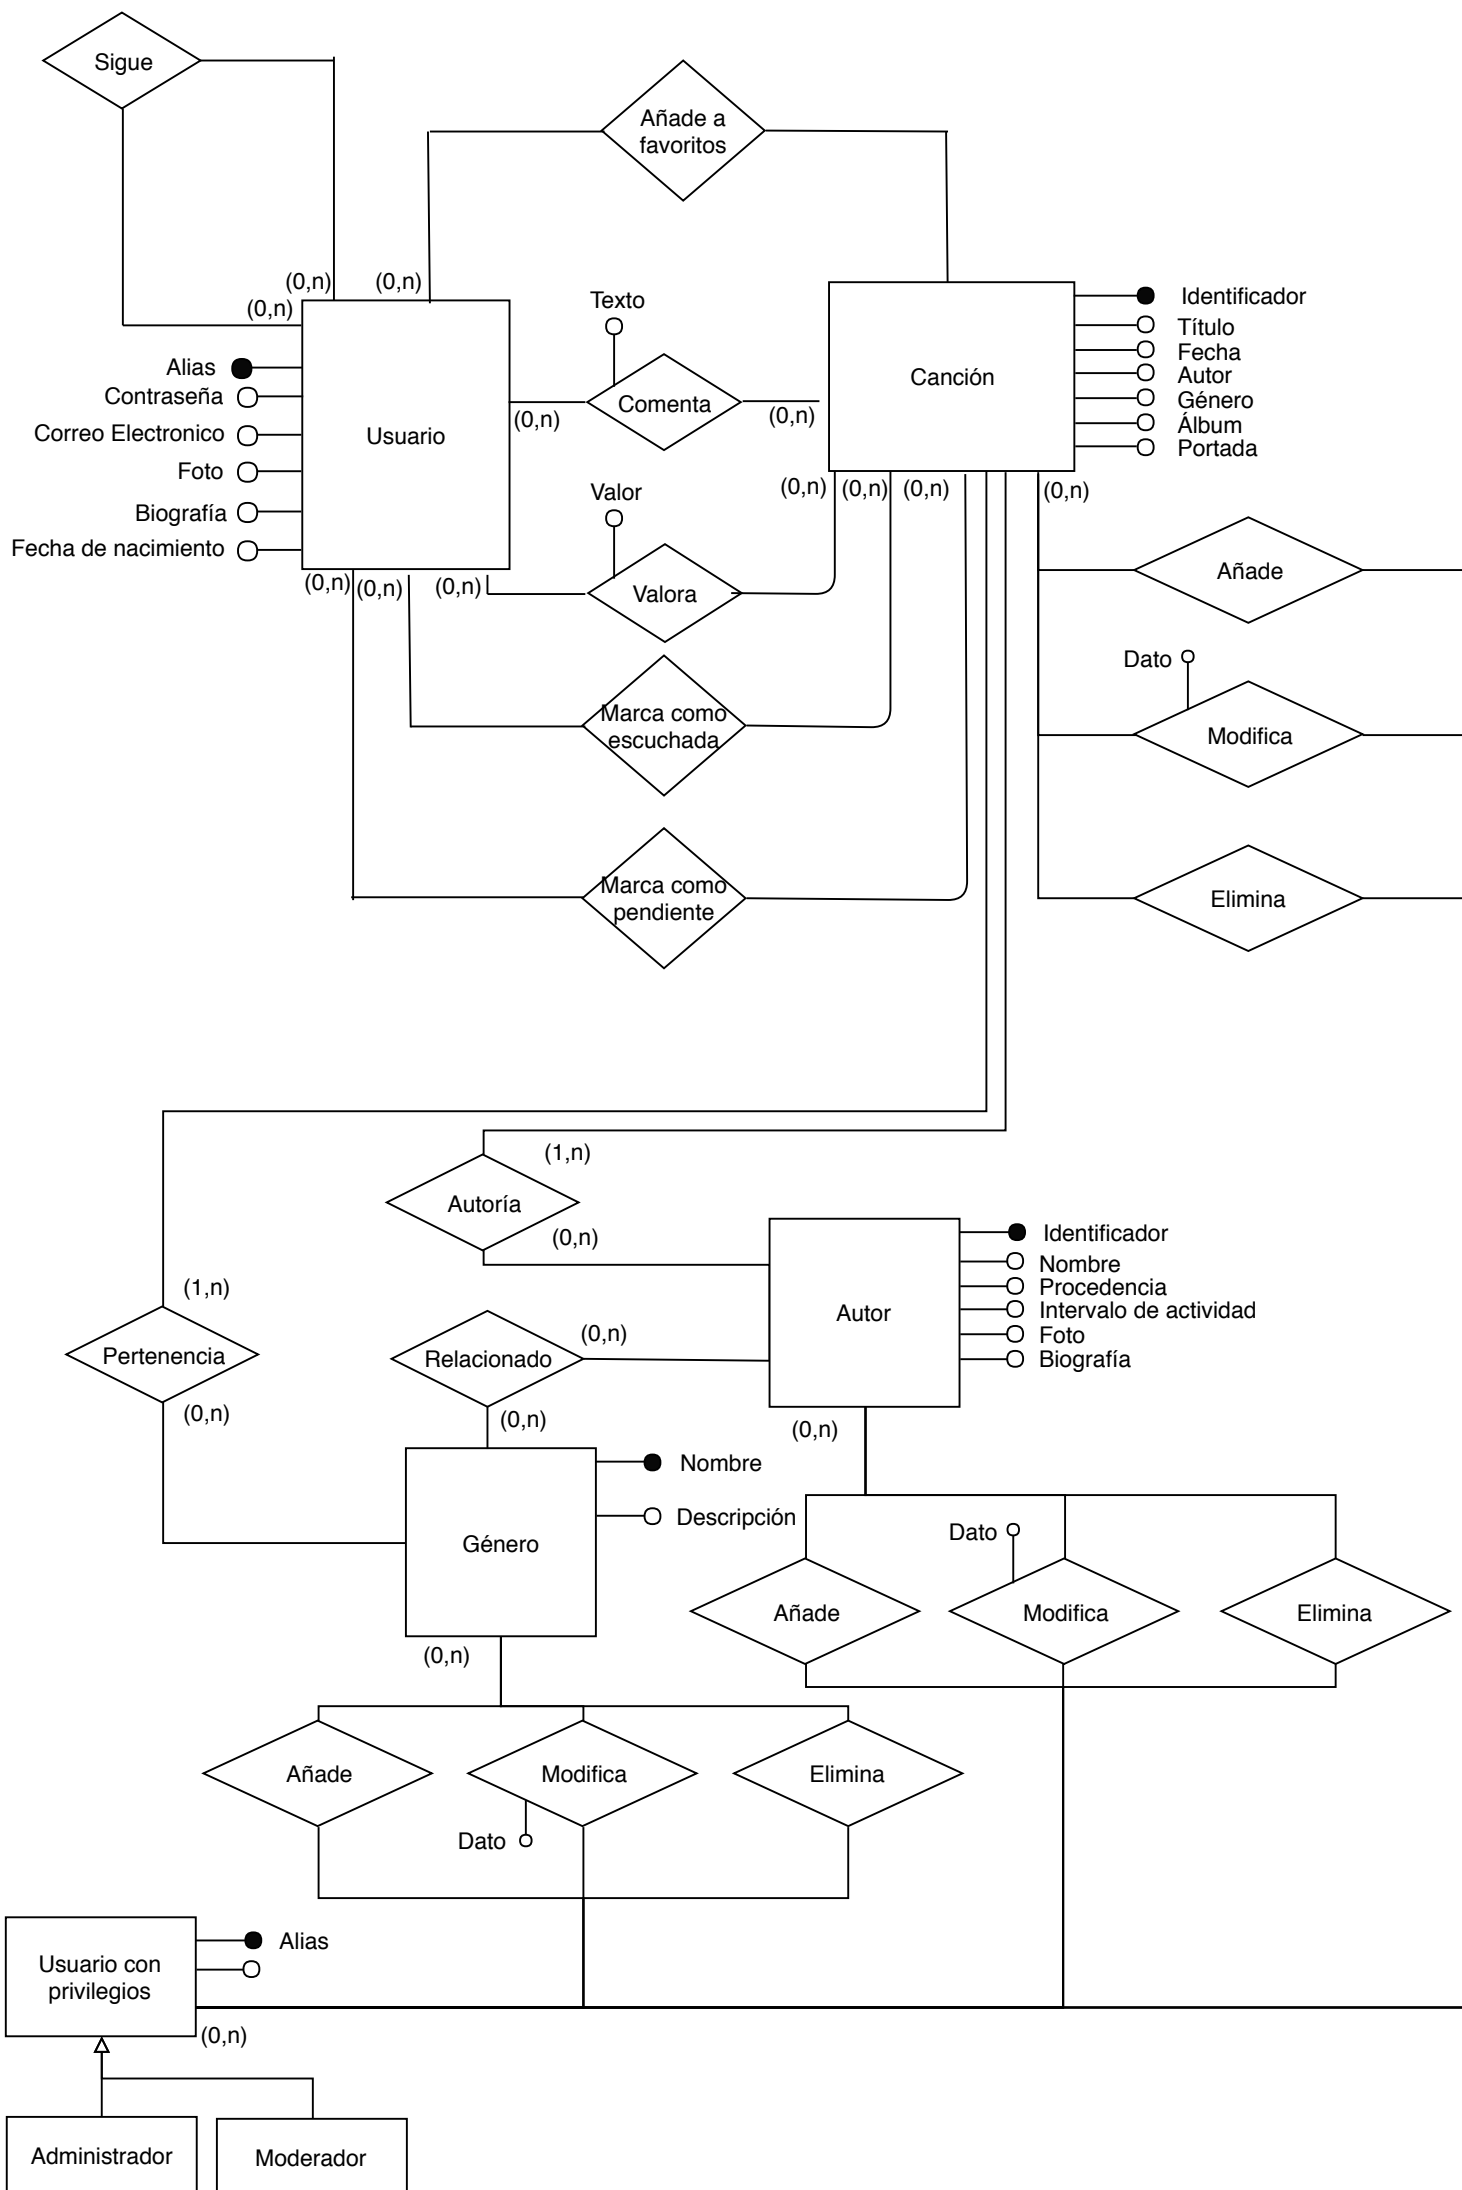 Sigue
Añade a
favoritos
(0,n)
(0,n)
(0,n)
Texto
Identificador
Título
Fecha
Autor
Género
Álbum
Portada
Canción
Alias
Contraseña
Correo Electronico
Foto
Biografía
Fecha de nacimiento
Usuario
(0,n)
Comenta
(0,n)
Valor
(0,n)
(0,n)
(0,n)
(0,n)
Añade
(0,n)
(0,n)
(0,n)
Valora
Dato
Marca como
escuchada
Modifica
Marca como
pendiente
Elimina
(1,n)
Autoría
(0,n)
Identificador
Nombre
Procedencia
Intervalo de actividad
Foto
Biografía
Autor
(1,n)
Pertenencia
(0,n)
(0,n)
Relacionado
(0,n)
(0,n)
Nombre
Descripción
Género
Dato
Añade
Modifica
Elimina
(0,n)
Añade
Modifica
Elimina
Dato
Usuario con
privilegios
Alias
(0,n)
Administrador
Moderador